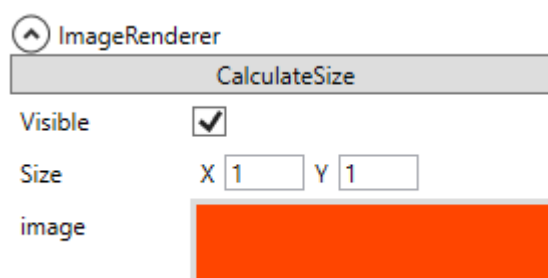 ImageRenderer
CalculateSize
Visible
Size X 1 Y 1
image